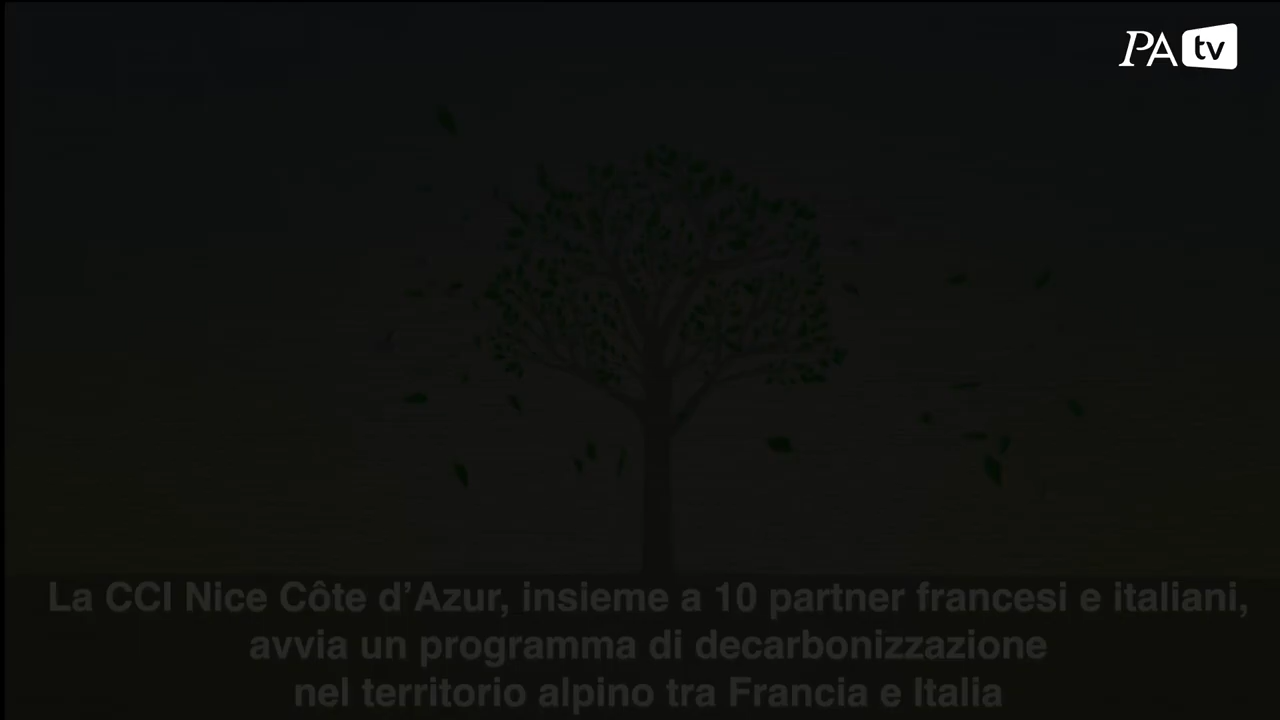 PA tv
La CCI Nice Côte d’Azur, insieme a 10 partner francesi e italiani,
avvia un programma di decarbonizzazione
nel territorio alpino tra Francia e Italia